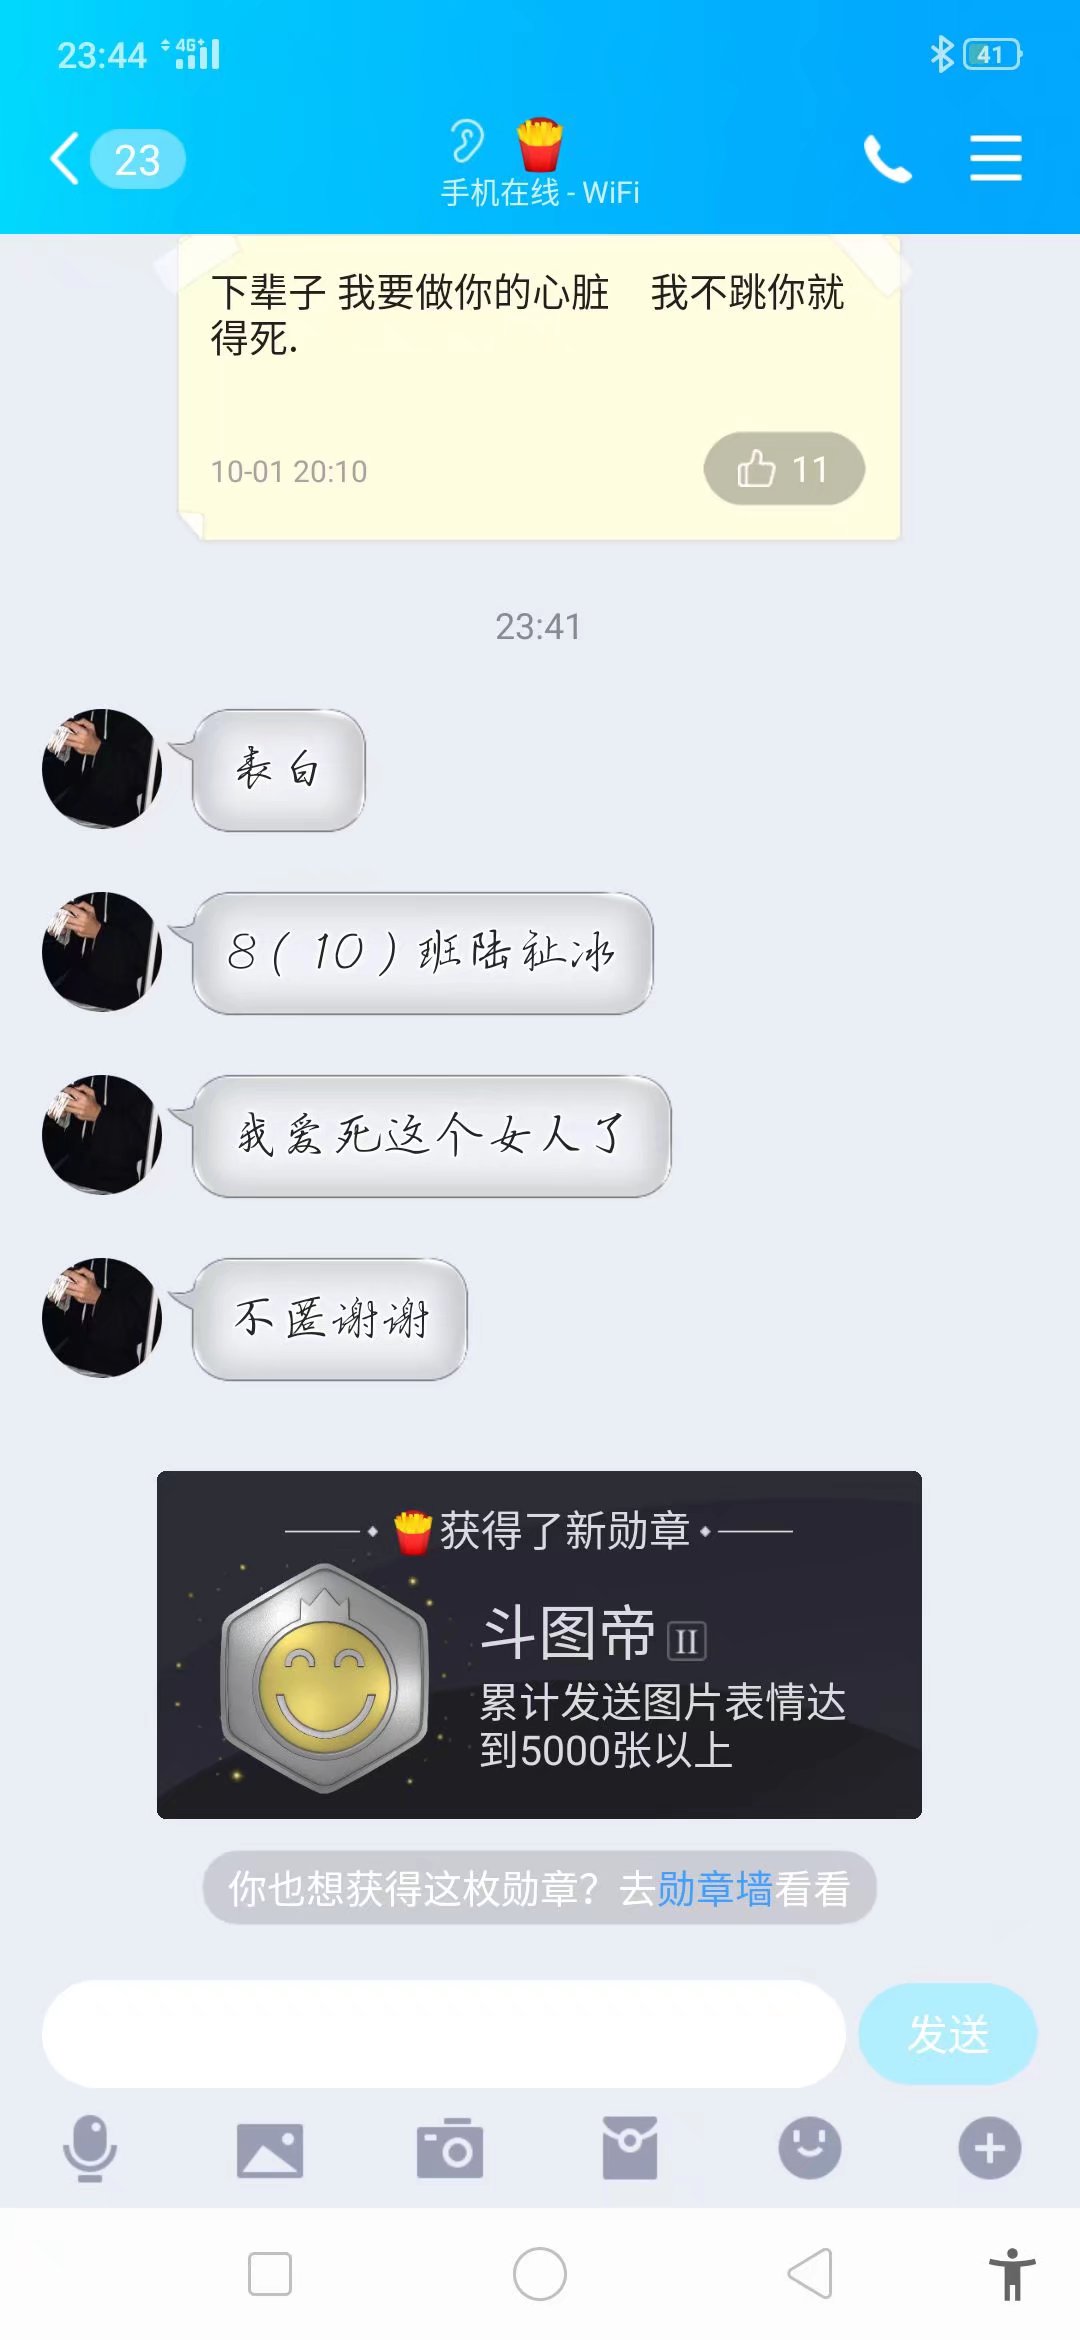 23:44 4G+ 41
23
手机在线 - WiFi
下辈子 我要做你的心脏 我不跳你就
得死.
10-01 20:10 11
23:41
表白
8（10）班陆祉冰
我爱死这个女人了
不匿谢谢
🍟获得了新勋章
斗图帝 II
累计发送图片表情达
到5000张以上
你也想获得这枚勋章？去勋章墙看看
发送